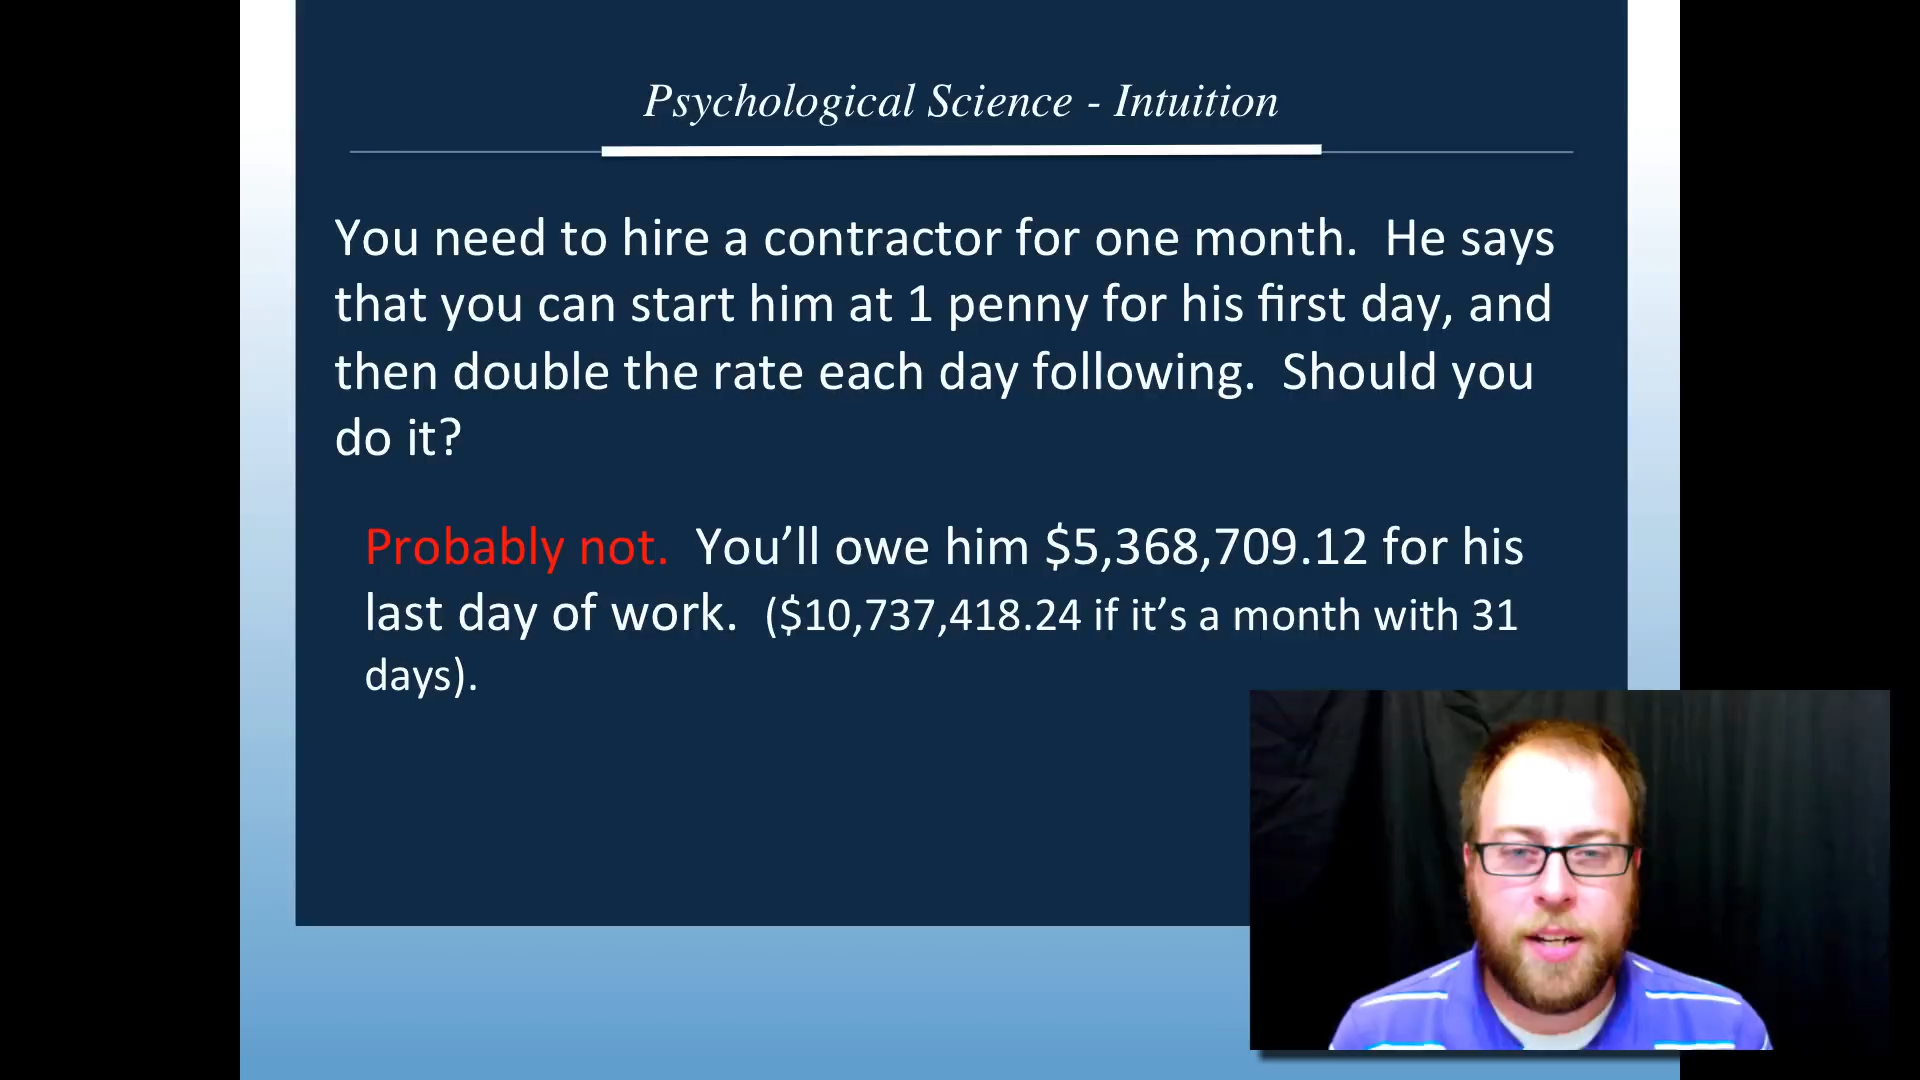 Psychological Science - Intuition
You need to hire a contractor for one month.  He says
that you can start him at 1 penny for his first day, and
then double the rate each day following.  Should you
do it?
Probably not.  You’ll owe him $5,368,709.12 for his
last day of work.  ($10,737,418.24 if it’s a month with 31
days).